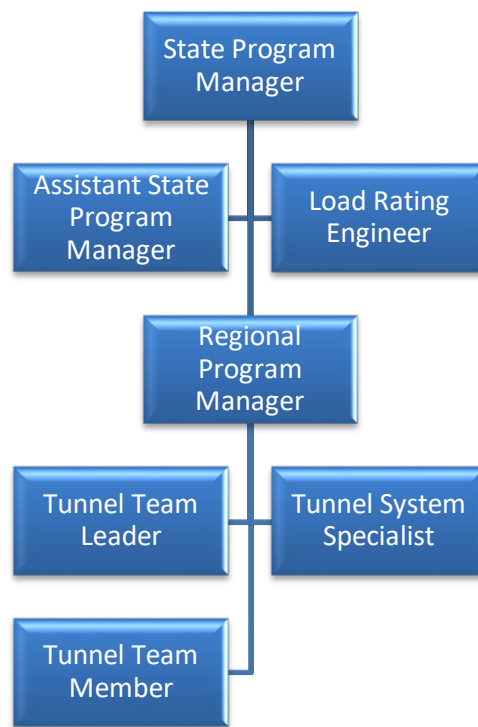 State Program
Manager
Assistant State
Program
Manager
Load Rating
Engineer
Regional
Program
Manager
Tunnel Team
Leader
Tunnel System
Specialist
Tunnel Team
Member